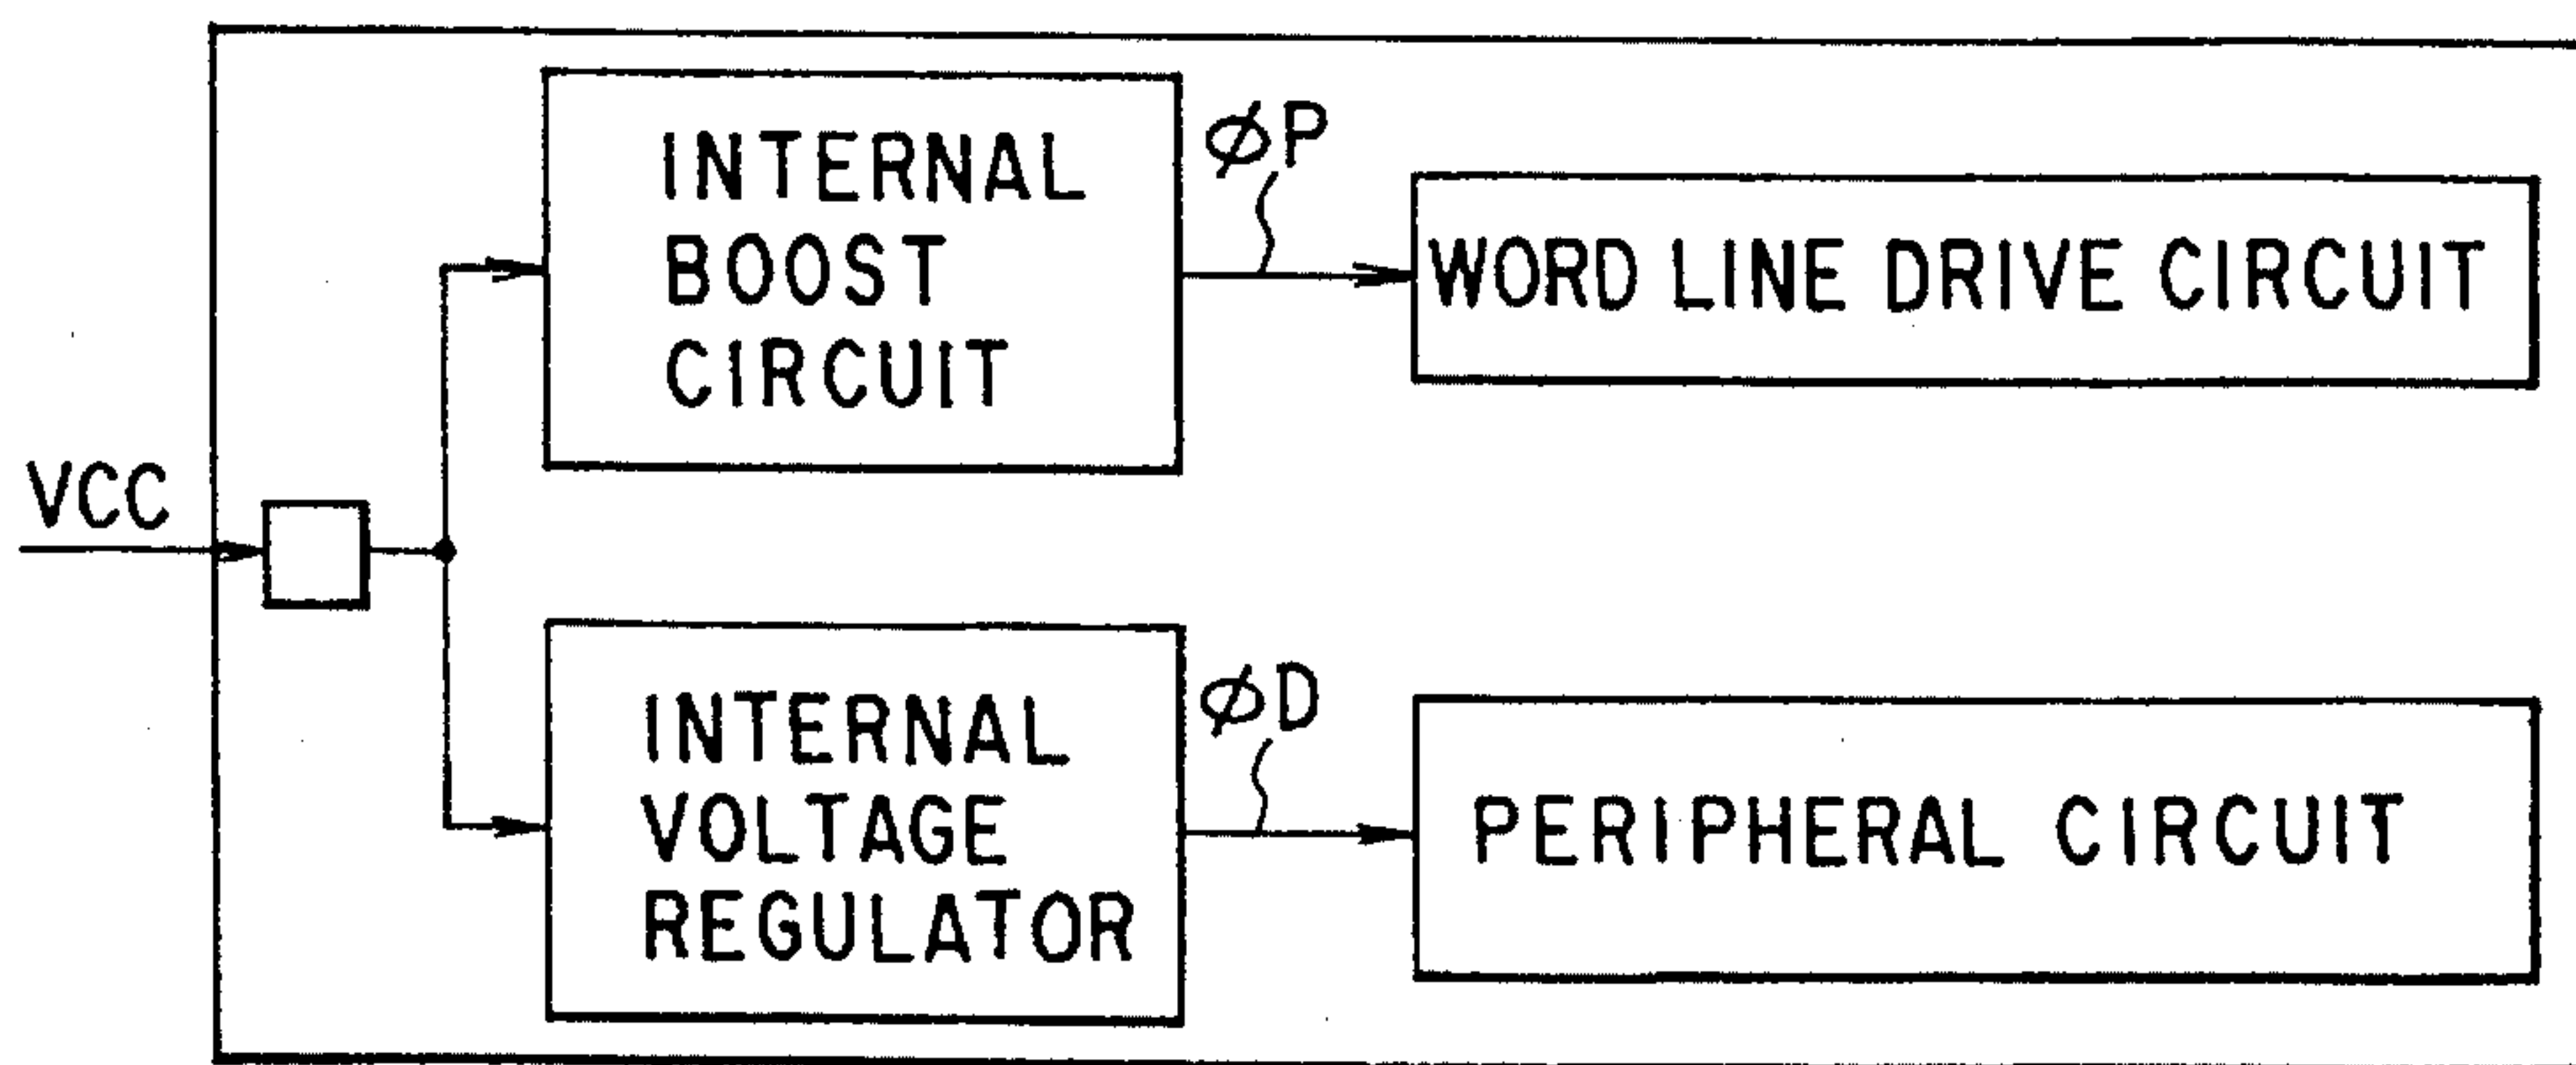 VCC
INTERNAL
BOOST
CIRCUIT
φP
WORD LINE DRIVE CIRCUIT
INTERNAL
VOLTAGE
REGULATOR
φD
PERIPHERAL CIRCUIT